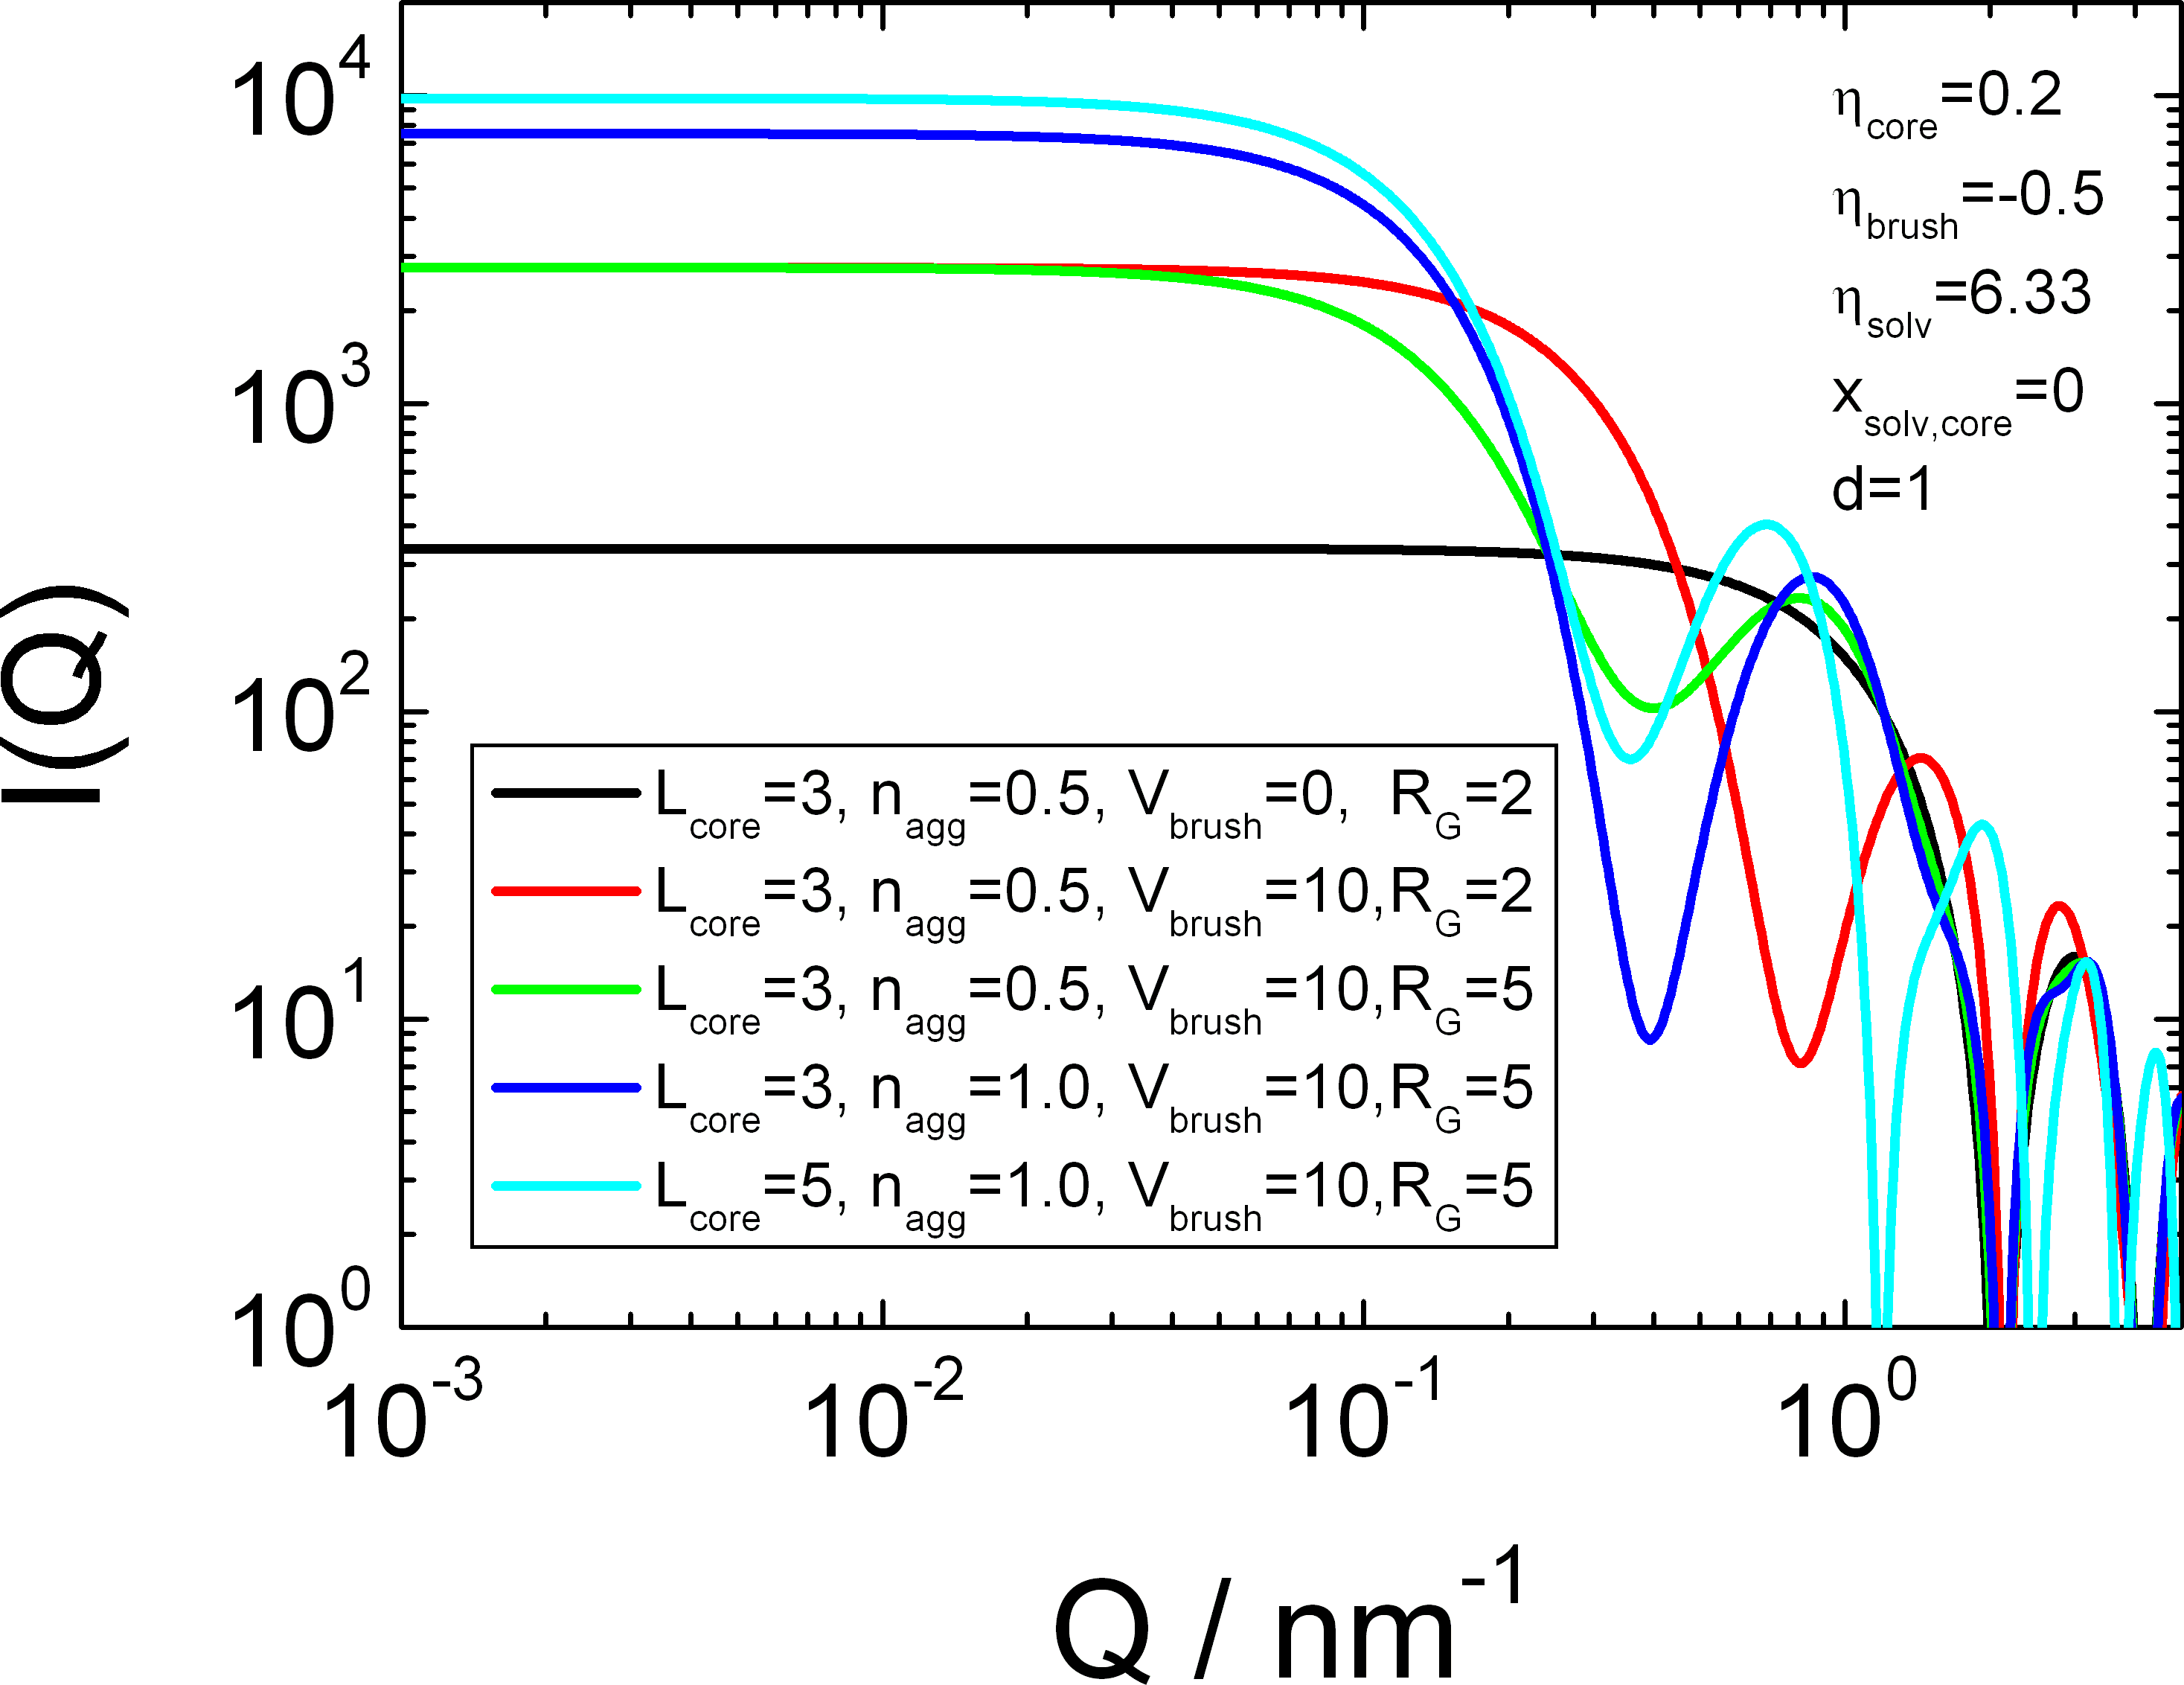 10^4
10^3
10^2
10^1
10^0
I(Q)
η_core=0.2
η_brush=-0.5
η_solv=6.33
x_solv,core=0
d=1
L_core=3, n_agg=0.5, V_brush=0, R_G=2
L_core=3, n_agg=0.5, V_brush=10,R_G=2
L_core=3, n_agg=0.5, V_brush=10,R_G=5
L_core=3, n_agg=1.0, V_brush=10,R_G=5
L_core=5, n_agg=1.0, V_brush=10,R_G=5
10^-3 10^-2 10^-1 10^0
Q / nm^-1